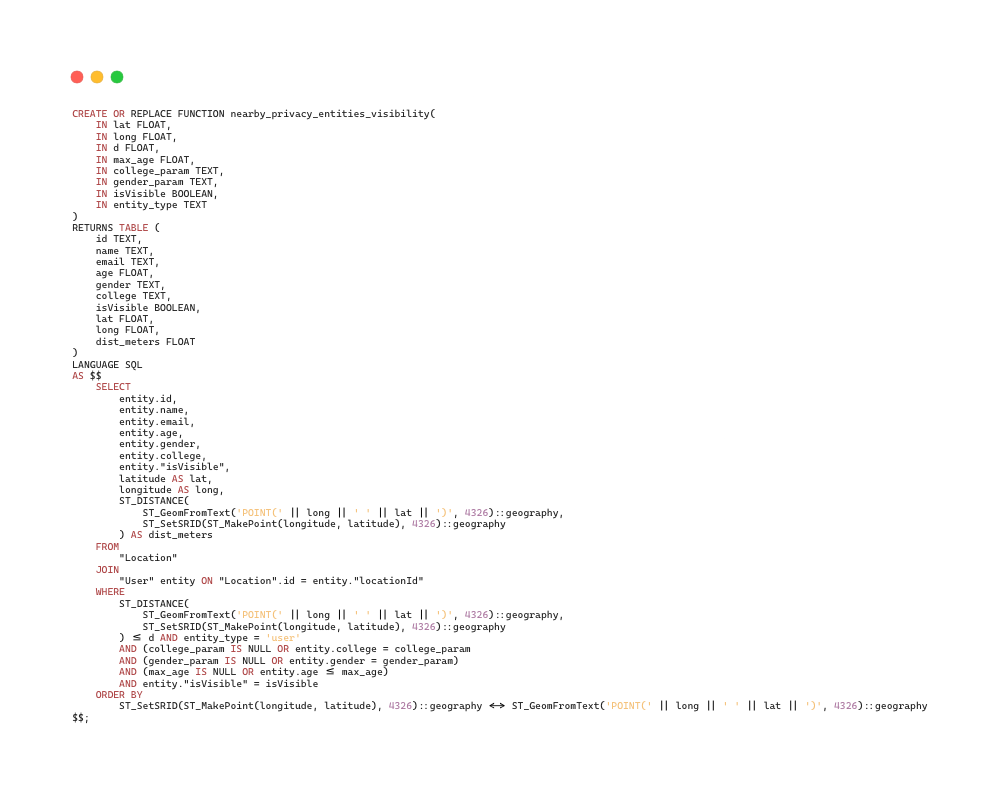 CREATE OR REPLACE FUNCTION nearby_privacy_entities_visibility(
    IN lat FLOAT,
    IN long FLOAT,
    IN d FLOAT,
    IN max_age FLOAT,
    IN college_param TEXT,
    IN gender_param TEXT,
    IN isVisible BOOLEAN,
    IN entity_type TEXT
)
RETURNS TABLE (
    id TEXT,
    name TEXT,
    email TEXT,
    age FLOAT,
    gender TEXT,
    college TEXT,
    isVisible BOOLEAN,
    lat FLOAT,
    long FLOAT,
    dist_meters FLOAT
)
LANGUAGE SQL
AS $$
    SELECT
        entity.id,
        entity.name,
        entity.email,
        entity.age,
        entity.gender,
        entity.college,
        entity."isVisible",
        latitude AS lat,
        longitude AS long,
        ST_DISTANCE(
            ST_GeomFromText('POINT(' || long || ' ' || lat || ')', 4326)::geography,
            ST_SetSRID(ST_MakePoint(longitude, latitude), 4326)::geography
        ) AS dist_meters
    FROM
        "Location"
    JOIN
        "User" entity ON "Location".id = entity."locationId"
    WHERE
        ST_DISTANCE(
            ST_GeomFromText('POINT(' || long || ' ' || lat || ')', 4326)::geography,
            ST_SetSRID(ST_MakePoint(longitude, latitude), 4326)::geography
        ) <= d AND entity_type = 'user'
        AND (college_param IS NULL OR entity.college = college_param
        AND (gender_param IS NULL OR entity.gender = gender_param)
        AND (max_age IS NULL OR entity.age <= max_age)
        AND entity."isVisible" = isVisible
    ORDER BY
        ST_SetSRID(ST_MakePoint(longitude, latitude), 4326)::geography <-> ST_GeomFromText('POINT(' || long || ' ' || lat || ')', 4326)::geography
$$;